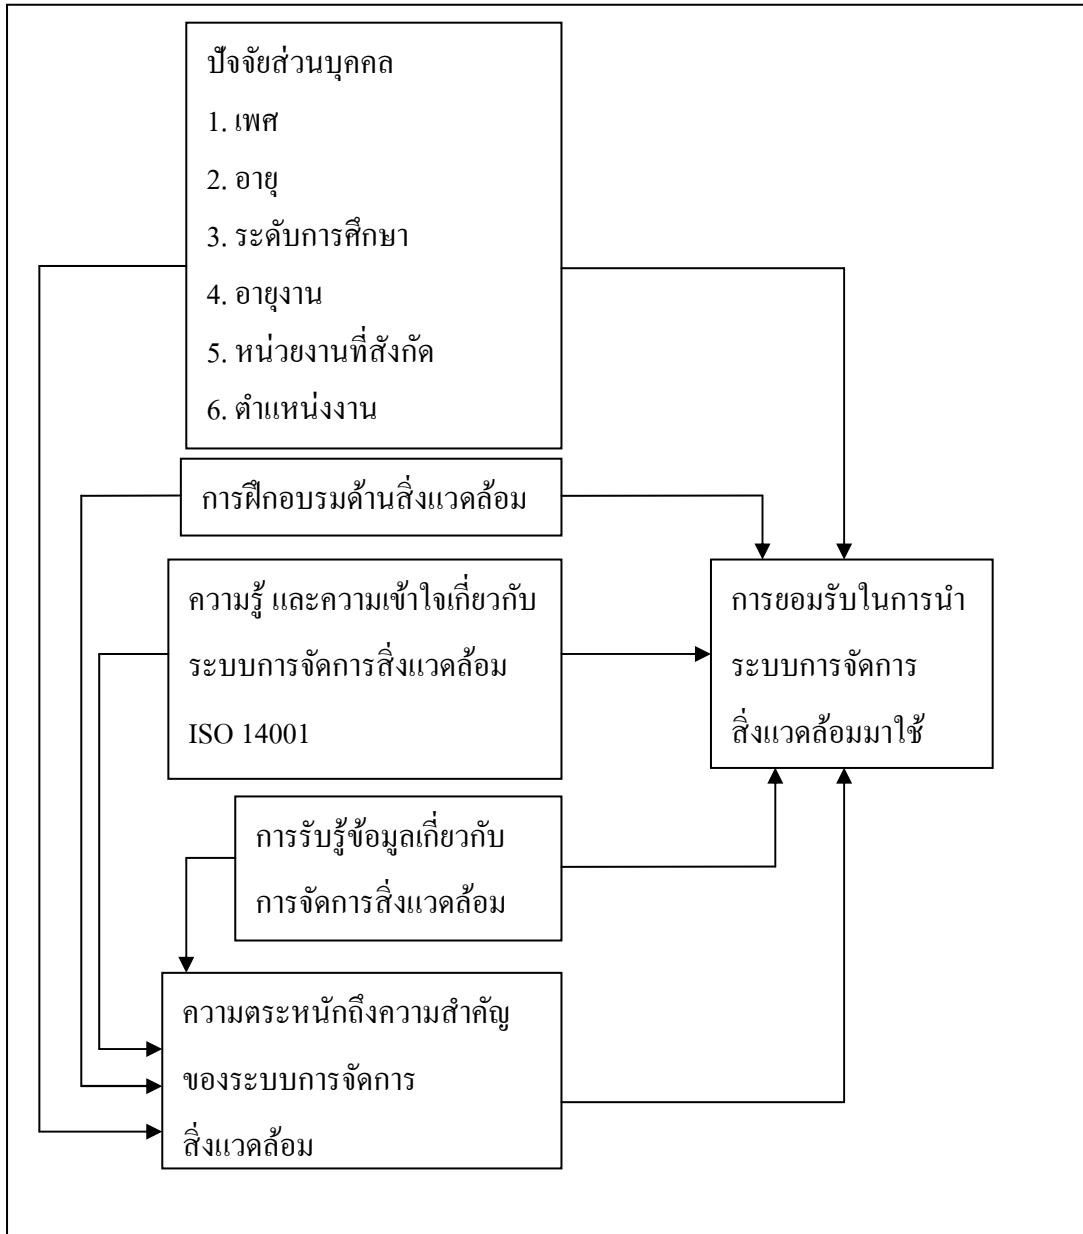 ปัจจัยส่วนบุคคล
1. เพศ
2. อายุ
3. ระดับการศึกษา
4. อายุงาน
5. หน่วยงานที่สังกัด
6. ตำแหน่งงาน
การฝึกอบรมด้านสิ่งแวดล้อม
ความรู้ และความเข้าใจเกี่ยวกับ
ระบบการจัดการสิ่งแวดล้อม
ISO 14001
การยอมรับในการนำ
ระบบการจัดการ
สิ่งแวดล้อมมาใช้
การรับรู้ข้อมูลเกี่ยวกับ
การจัดการสิ่งแวดล้อม
ความตระหนักถึงความสำคัญ
ของระบบการจัดการ
สิ่งแวดล้อม